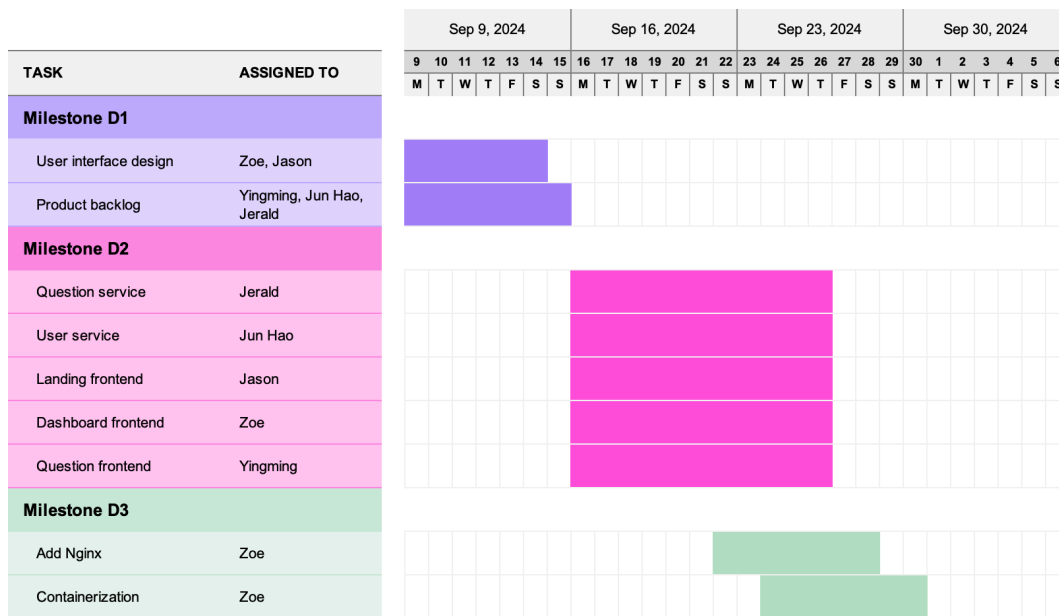 Sep 9, 2024 Sep 16, 2024 Sep 23, 2024 Sep 30, 2024
TASK ASSIGNED TO
9 10 11 12 13 14 15 16 17 18 19 20 21 22 23 24 25 26 27 28 29 30 1 2 3 4 5 6
M T W T F S S M T W T F S S M T W T F S S M T W T F S S
Milestone D1
User interface design Zoe, Jason
Product backlog Yingming, Jun Hao,
Jerald
Milestone D2
Question service Jerald
User service Jun Hao
Landing frontend Jason
Dashboard frontend Zoe
Question frontend Yingming
Milestone D3
Add Nginx Zoe
Containerization Zoe